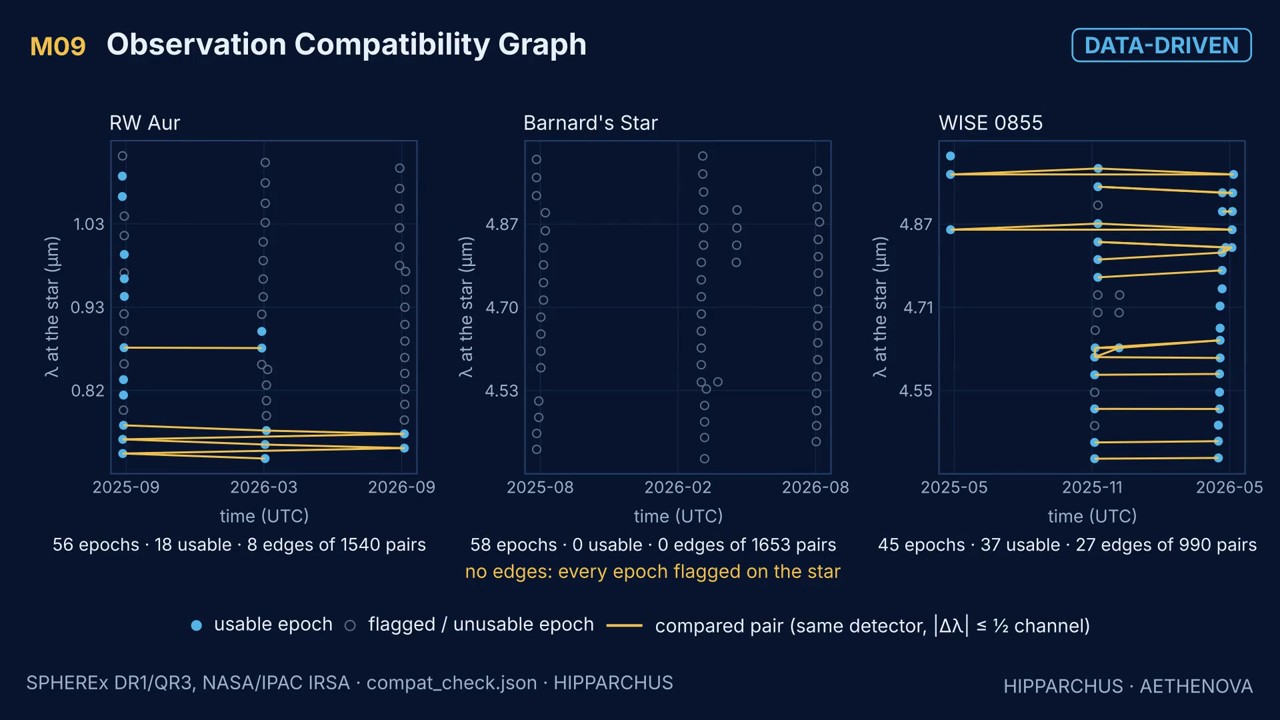 M09 Observation Compatibility Graph
DATA-DRIVEN
RW Aur
Barnard's Star
WISE 0855
λ at the star (μm)
1.03
0.93
0.82
2025-09
2026-03
2026-09
time (UTC)
56 epochs · 18 usable · 8 edges of 1540 pairs
λ at the star (μm)
4.87
4.70
4.53
2025-08
2026-02
2026-08
time (UTC)
58 epochs · 0 usable · 0 edges of 1653 pairs
no edges: every epoch flagged on the star
λ at the star (μm)
4.87
4.71
4.55
2025-05
2025-11
2026-05
time (UTC)
45 epochs · 37 usable · 27 edges of 990 pairs
usable epoch
flagged / unusable epoch
compared pair (same detector, |Δλ| ≤ ½ channel)
SPHEREx DR1/QR3, NASA/IPAC IRSA · compat_check.json · HIPPARCHUS
HIPPARCHUS · AETHENOVA